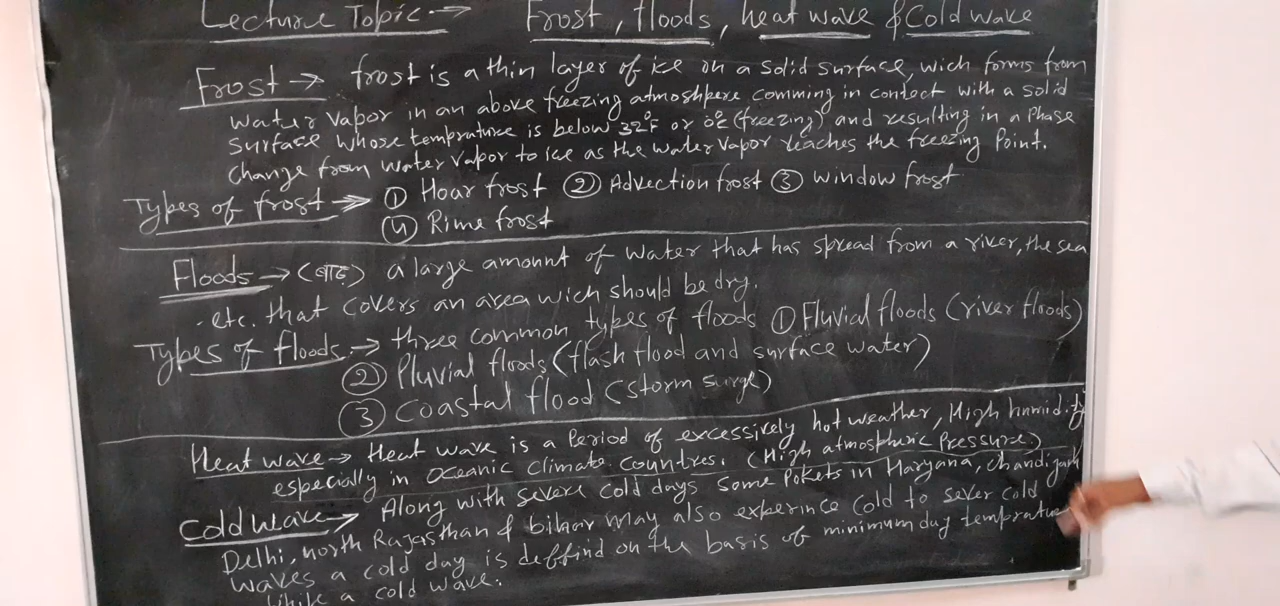 Lecture Topic:→ Frost, floods, heat wave & Cold wave
Frost → frost is a thin layer of ice on a solid surface, wich forms from
water vapor in an above freezing atmoshpere comming in contact with a solid
surface whose temprature is below 32°F or 0°C (freezing) and resulting in a Phase
change from water vapor to ice as the water vapor reaches the freezing Point.
Types of frost → ① Hoar frost ② Advection frost ③ window frost
④ Rime frost
Floods → (बाढ़) a large amount of water that has spread from a river, the sea
etc. that covers an area wich should be dry.
Types of floods → three common types of floods ① Fluvial floods (river floods)
② Pluvial floods (flash flood and surface water)
③ Coastal flood (storm surge)
Heat wave → Heat wave is a Period of excessively hot weather, High humidity
especially in Oceanic Climate Countres. (High atmosphuric Pressure)
Cold wave → Along with severe cold days some Pokets in Haryana, Chandigarh
Delhi, north Rajasthan & bihar may also experince Cold to sever cold
waves a cold day is deffind on the basis of minimum day temprature
While a cold wave.